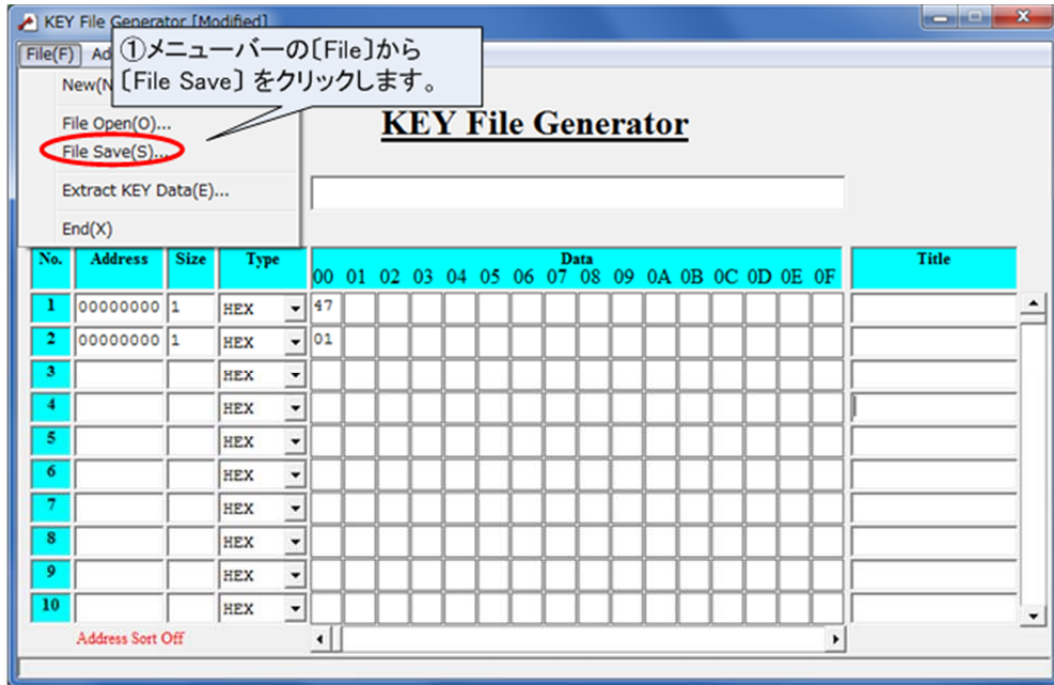 KEY File Generator [Modified]
File(F) Ad
①メニューバーの〔File〕から
〔File Save〕をクリックします。
New(N
File Open(O)...
File Save(S)...
Extract KEY Data(E)...
End(X)
KEY File Generator
No. Address Size Type Data Title
00 01 02 03 04 05 06 07 08 09 0A 0B 0C 0D 0E 0F
1 00000000 1 HEX 47
2 00000000 1 HEX 01
3 HEX
4 HEX
5 HEX
6 HEX
7 HEX
8 HEX
9 HEX
10 HEX
Address Sort Off